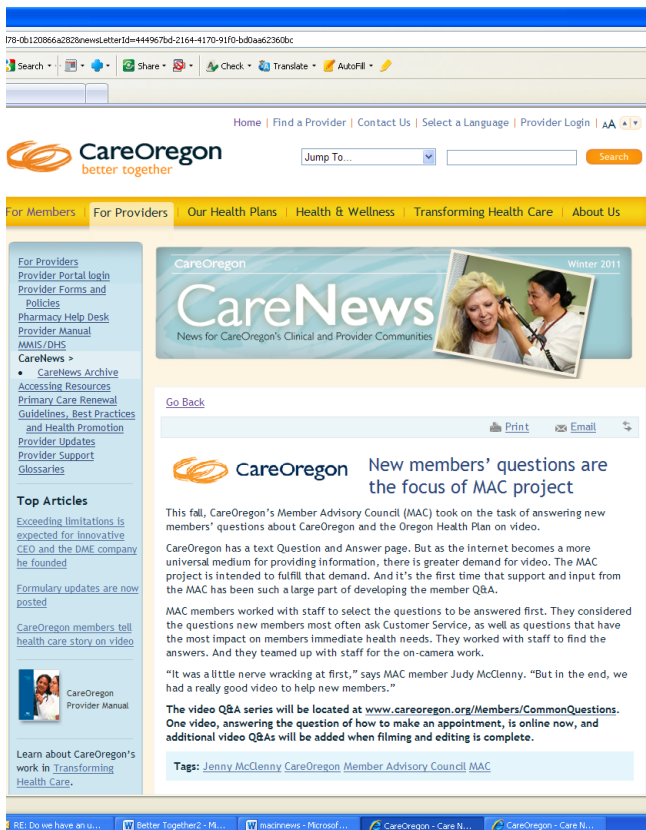 d78-0b120866a282&newsLetterId=444967bd-2164-4170-91f0-bd0aa62360bc
Search Share Check Translate AutoFill
Home | Find a Provider | Contact Us | Select a Language | Provider Login | AA
CareOregon
better together
Jump To...
Search
For Members | For Providers | Our Health Plans | Health & Wellness | Transforming Health Care | About Us
For Providers
Provider Portal login
Provider Forms and
Policies
Pharmacy Help Desk
Provider Manual
MMIS/DHS
CareNews >
• CareNews Archive
Accessing Resources
Primary Care Renewal
Guidelines, Best Practices
and Health Promotion
Provider Updates
Provider Support
Glossaries
Top Articles
Exceeding limitations is
expected for innovative
CEO and the DME company
he founded
Formulary updates are now
posted
CareOregon members tell
health care story on video
CareOregon
Provider Manual
Learn about CareOregon's
work in Transforming
Health Care.
CareOregon
Winter 2011
CareNews
News for CareOregon's Clinical and Provider Communities
Go Back
Print Email
CareOregon
New members' questions are
the focus of MAC project
This fall, CareOregon's Member Advisory Council (MAC) took on the task of answering new
members' questions about CareOregon and the Oregon Health Plan on video.
CareOregon has a text Question and Answer page. But as the internet becomes a more
universal medium for providing information, there is greater demand for video. The MAC
project is intended to fulfill that demand. And it's the first time that support and input from
the MAC has been such a large part of developing the member Q&A.
MAC members worked with staff to select the questions to be answered first. They considered
the questions new members most often ask Customer Service, as well as questions that have
the most impact on members immediate health needs. They worked with staff to find the
answers. And they teamed up with staff for the on-camera work.
“It was a little nerve wracking at first,” says MAC member Judy McClenny. “But in the end, we
had a really good video to help new members.”
The video Q&A series will be located at www.careoregon.org/Members/CommonQuestions.
One video, answering the question of how to make an appointment, is online now, and
additional video Q&As will be added when filming and editing is complete.
Tags: Jenny McClenny CareOregon Member Advisory Council MAC
RE: Do we have an u... Better Together2 - Mi... macinnews - Microsof... CareOregon - Care N... CareOregon - Care N...